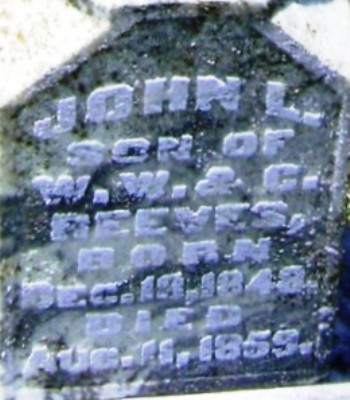 JOHN L.
SON OF
W. W. & C.
REEVES,
BORN
DEC. 19, 1848.
DIED
AUG. 11, 1859.